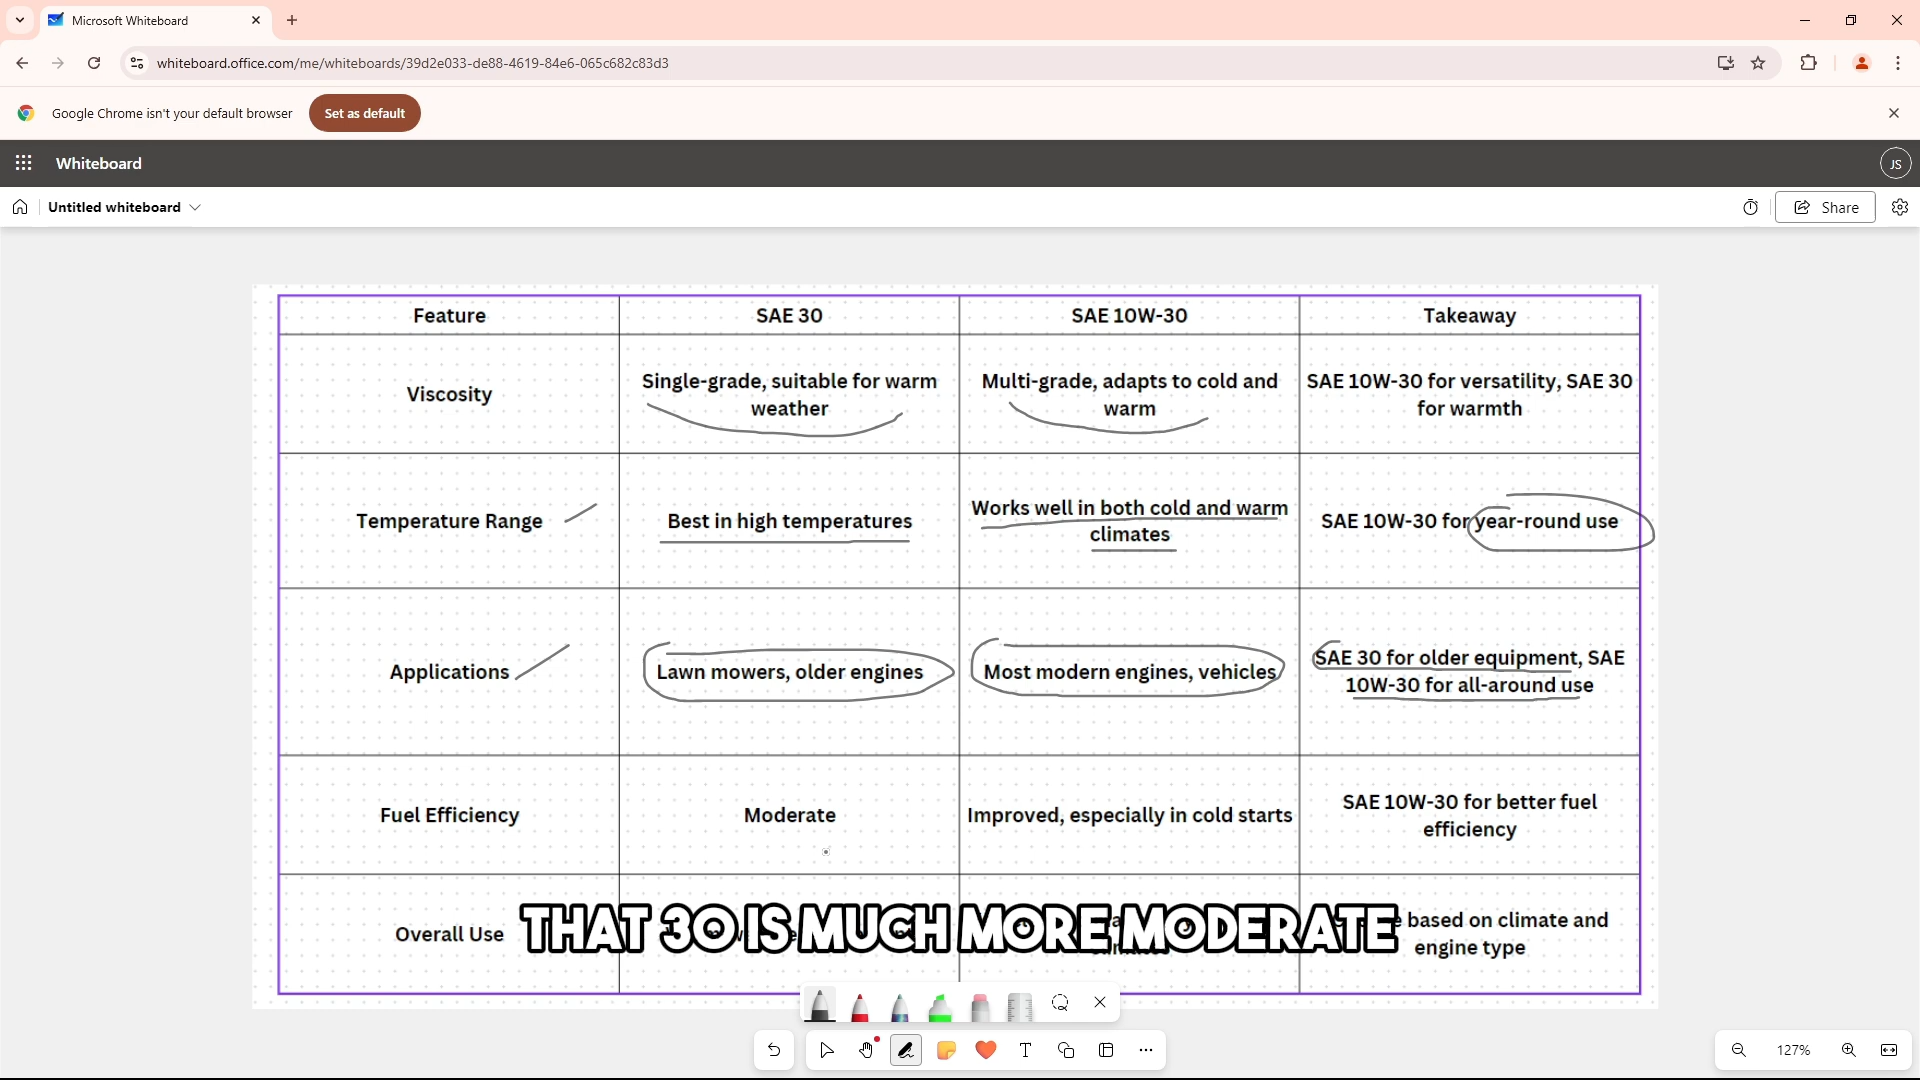 Microsoft Whiteboard
whiteboard.office.com/me/whiteboards/39d2e033-de88-4619-84e6-065c682c83d3
Google Chrome isn't your default browser
Set as default
Whiteboard
JS
Untitled whiteboard
Share
Feature
SAE 30
SAE 10W-30
Takeaway
Viscosity
Single-grade, suitable for warm
weather
Multi-grade, adapts to cold and
warm
SAE 10W-30 for versatility, SAE 30
for warmth
Temperature Range
Best in high temperatures
Works well in both cold and warm
climates
SAE 10W-30 for year-round use
Applications
Lawn mowers, older engines
Most modern engines, vehicles
SAE 30 for older equipment, SAE
10W-30 for all-around use
Fuel Efficiency
Moderate
Improved, especially in cold starts
SAE 10W-30 for better fuel
efficiency
Overall Use
based on climate and
engine type
THAT 30 IS MUCH MORE MODERATE
127%